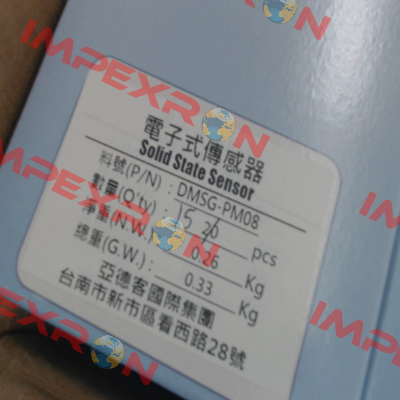 IMPEXRON
電子式傳感器
Solid State Sensor
料號(P/N): DMSG-PM08
數量(Q'ty): 15 20 pcs
淨重(N.W.): 0.26 Kg
總重(G.W.): 0.33 Kg
亞德客國際集團
台南市新市區看西路28號